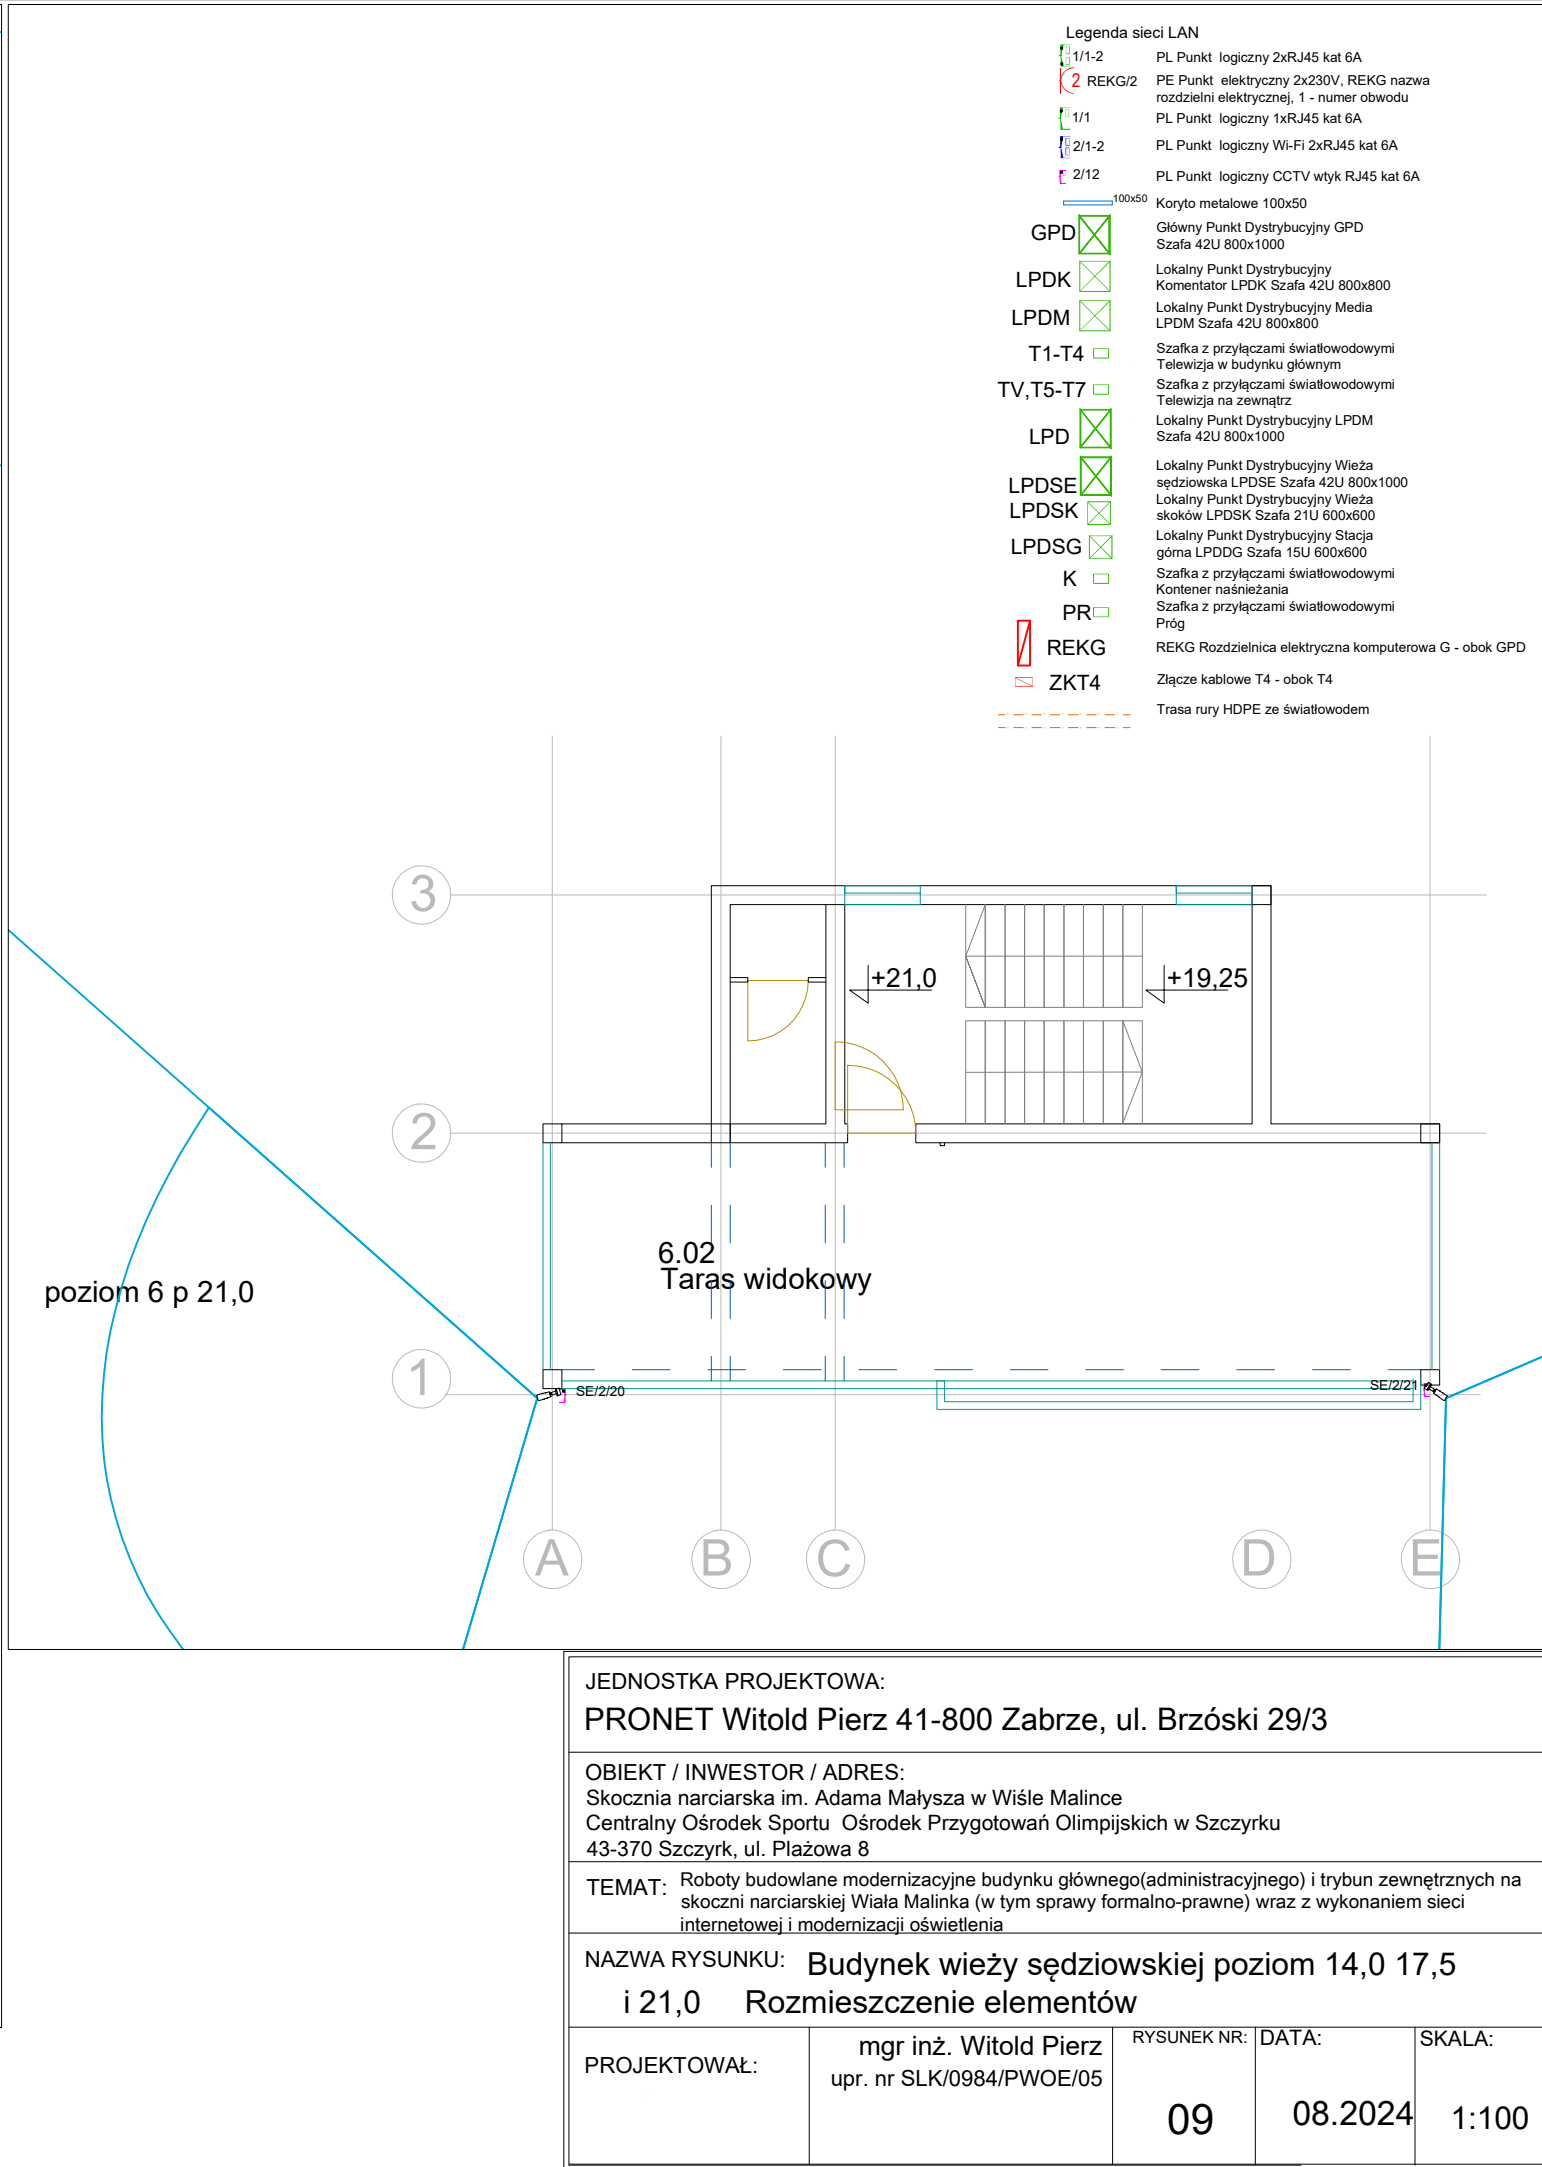 Legenda sieci LAN
1/1-2 PL Punkt logiczny 2xRJ45 kat 6A
2 REKG/2 PE Punkt elektryczny 2x230V, REKG nazwa
rozdzielni elektrycznej, 1 - numer obwodu
1/1 PL Punkt logiczny 1xRJ45 kat 6A
2/1-2 PL Punkt logiczny Wi-Fi 2xRJ45 kat 6A
2/12 PL Punkt logiczny CCTV wtyk RJ45 kat 6A
100x50 Koryto metalowe 100x50
GPD Główny Punkt Dystrybucyjny GPD
Szafa 42U 800x1000
LPDK Lokalny Punkt Dystrybucyjny
Komentator LPDK Szafa 42U 800x800
LPDM Lokalny Punkt Dystrybucyjny Media
LPDM Szafa 42U 800x800
T1-T4 Szafka z przyłączami światłowodowymi
Telewizja w budynku głównym
TV,T5-T7 Szafka z przyłączami światłowodowymi
Telewizja na zewnątrz
LPD Lokalny Punkt Dystrybucyjny LPDM
Szafa 42U 800x1000
LPDSE Lokalny Punkt Dystrybucyjny Wieża
sędziowska LPDSE Szafa 42U 800x1000
LPDSK Lokalny Punkt Dystrybucyjny Wieża
skoków LPDSK Szafa 21U 600x600
LPDSG Lokalny Punkt Dystrybucyjny Stacja
górna LPDDG Szafa 15U 600x600
K Szafka z przyłączami światłowodowymi
Kontener naśnieżania
PR Szafka z przyłączami światłowodowymi
Próg
REKG REKG Rozdzielnica elektryczna komputerowa G - obok GPD
ZKT4 Złącze kablowe T4 - obok T4
Trasa rury HDPE ze światłowodem
3
+21,0 +19,25
2
6.02
Taras widokowy
poziom 6 p 21,0
1
SE/2/20 SE/2/21
A B C D E
JEDNOSTKA PROJEKTOWA:
PRONET Witold Pierz 41-800 Zabrze, ul. Brzóski 29/3
OBIEKT / INWESTOR / ADRES:
Skocznia narciarska im. Adama Małysza w Wiśle Malince
Centralny Ośrodek Sportu Ośrodek Przygotowań Olimpijskich w Szczyrku
43-370 Szczyrk, ul. Plażowa 8
TEMAT: Roboty budowlane modernizacyjne budynku głównego(administracyjnego) i trybun zewnętrznych na
skoczni narciarskiej Wiała Malinka (w tym sprawy formalno-prawne) wraz z wykonaniem sieci
internetowej i modernizacji oświetlenia
NAZWA RYSUNKU: Budynek wieży sędziowskiej poziom 14,0 17,5
i 21,0 Rozmieszczenie elementów
PROJEKTOWAŁ:
mgr inż. Witold Pierz
upr. nr SLK/0984/PWOE/05
RYSUNEK NR: DATA: SKALA:
09 08.2024 1:100